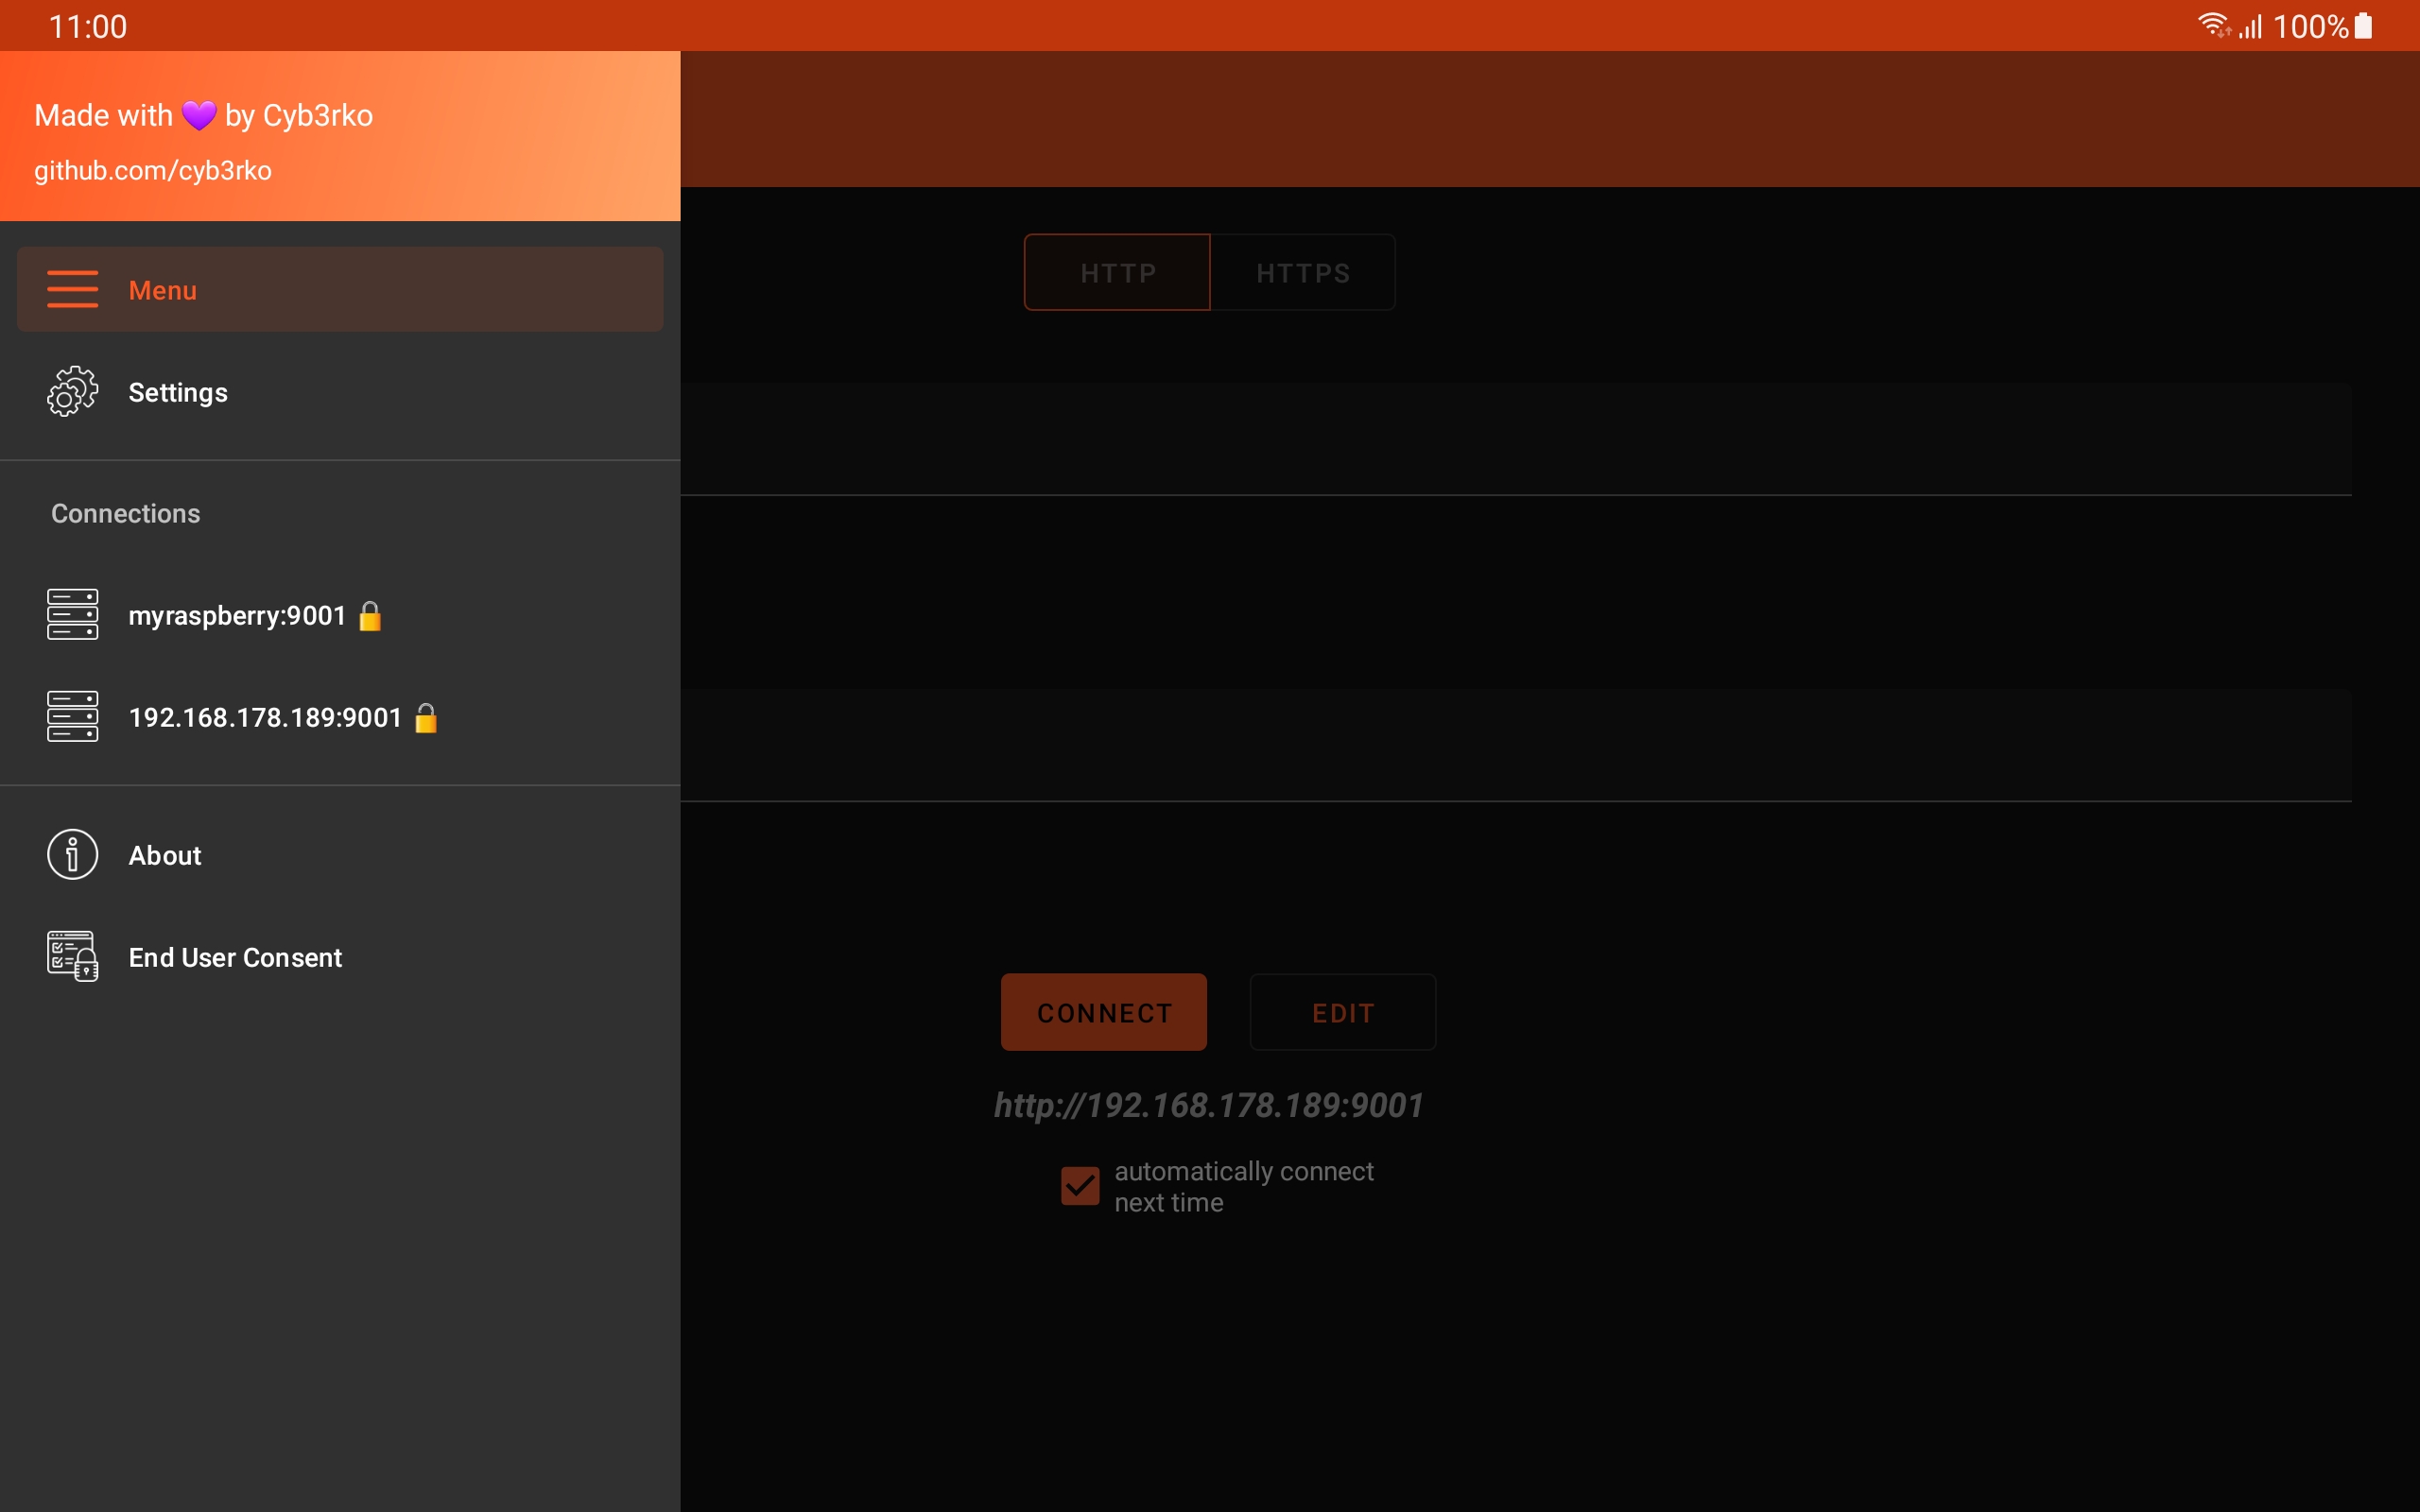 11:00
100%
Made with 💜 by Cyb3rko
github.com/cyb3rko
Menu
Settings
Connections
myraspberry:9001 🔒
192.168.178.189:9001 🔓
About
End User Consent
HTTP
HTTPS
CONNECT
EDIT
http://192.168.178.189:9001
automatically connect
next time